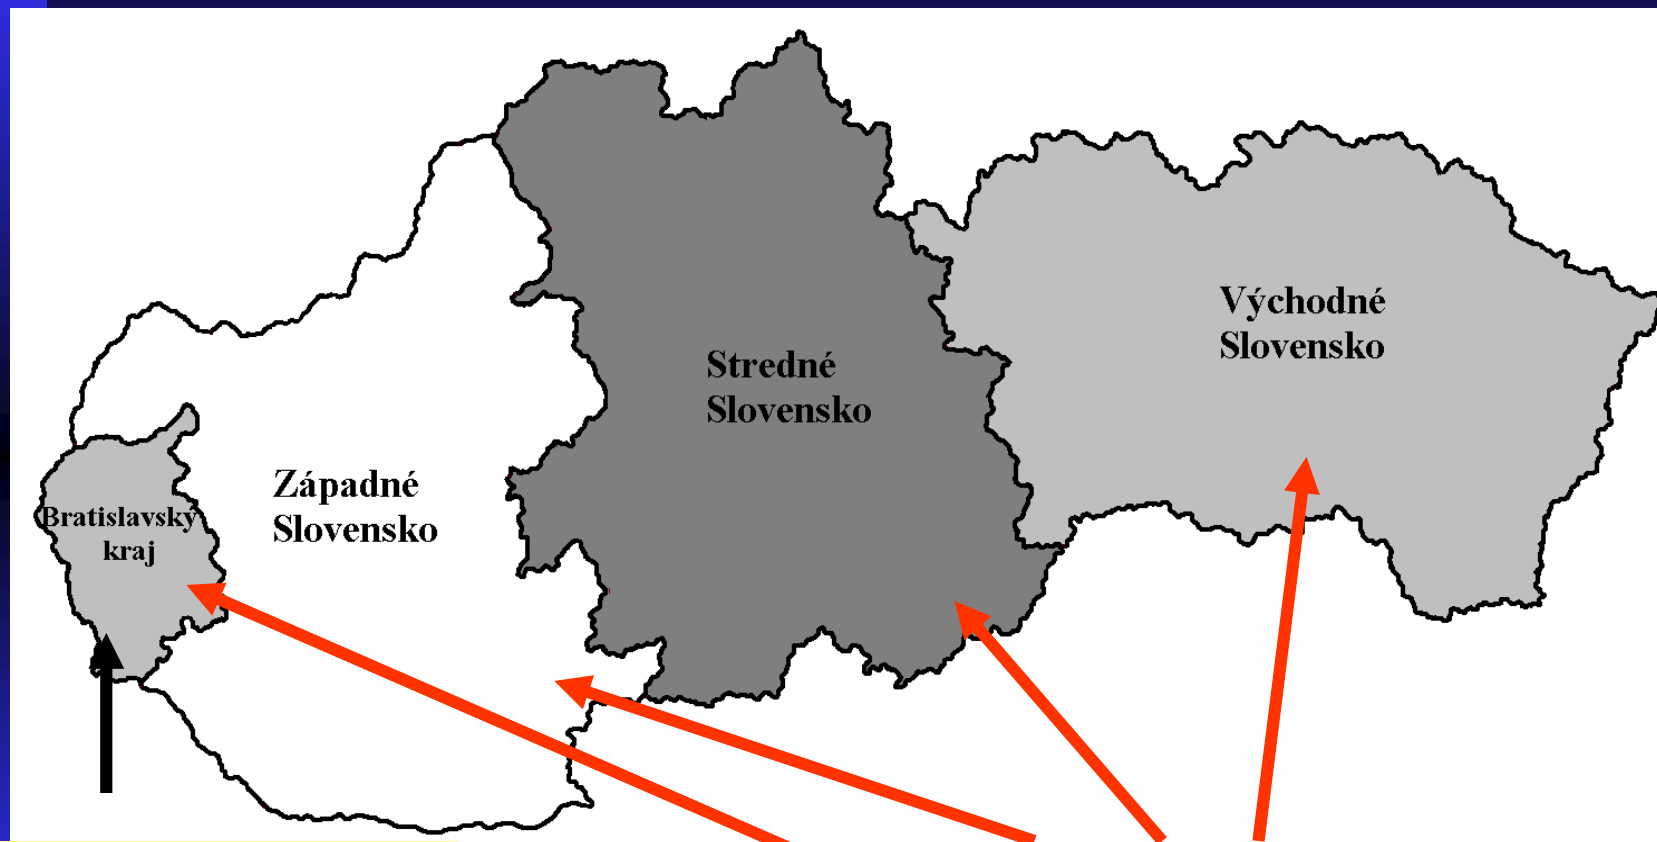 Východné
Slovensko
Stredné
Slovensko
Západné
Slovensko
Bratislavský
kraj